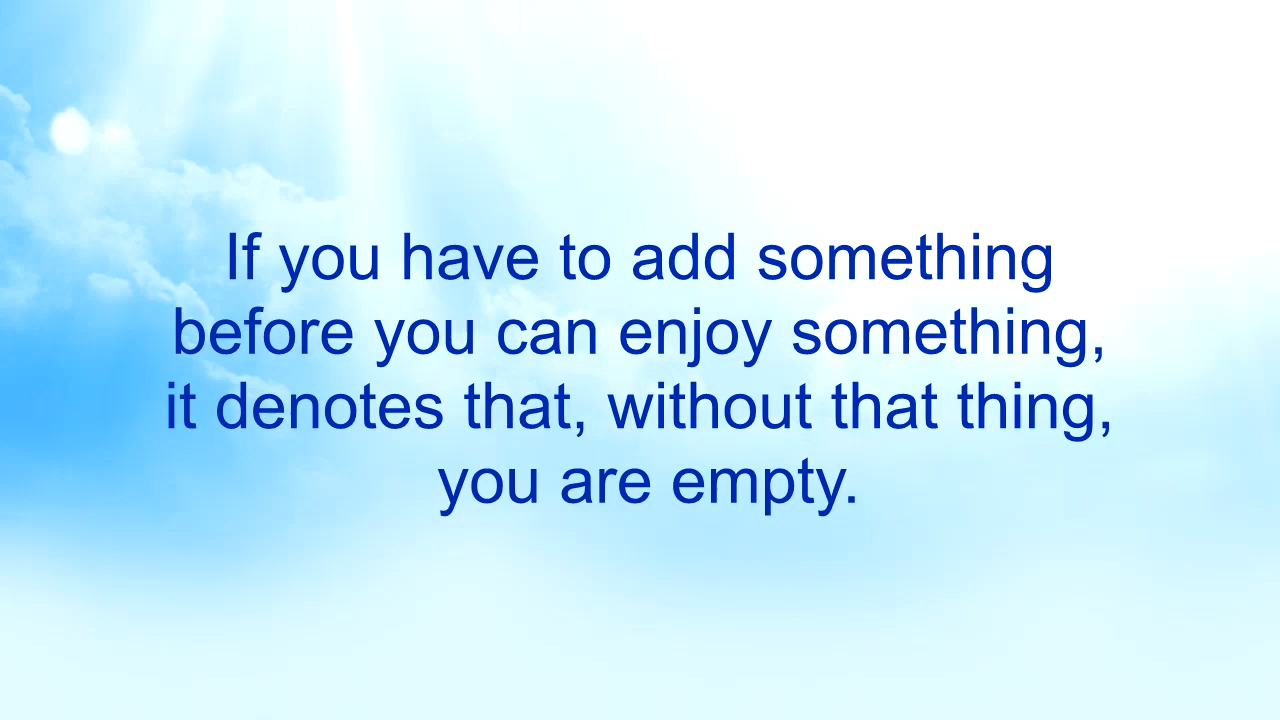 If you have to add something
before you can enjoy something,
it denotes that, without that thing,
you are empty.